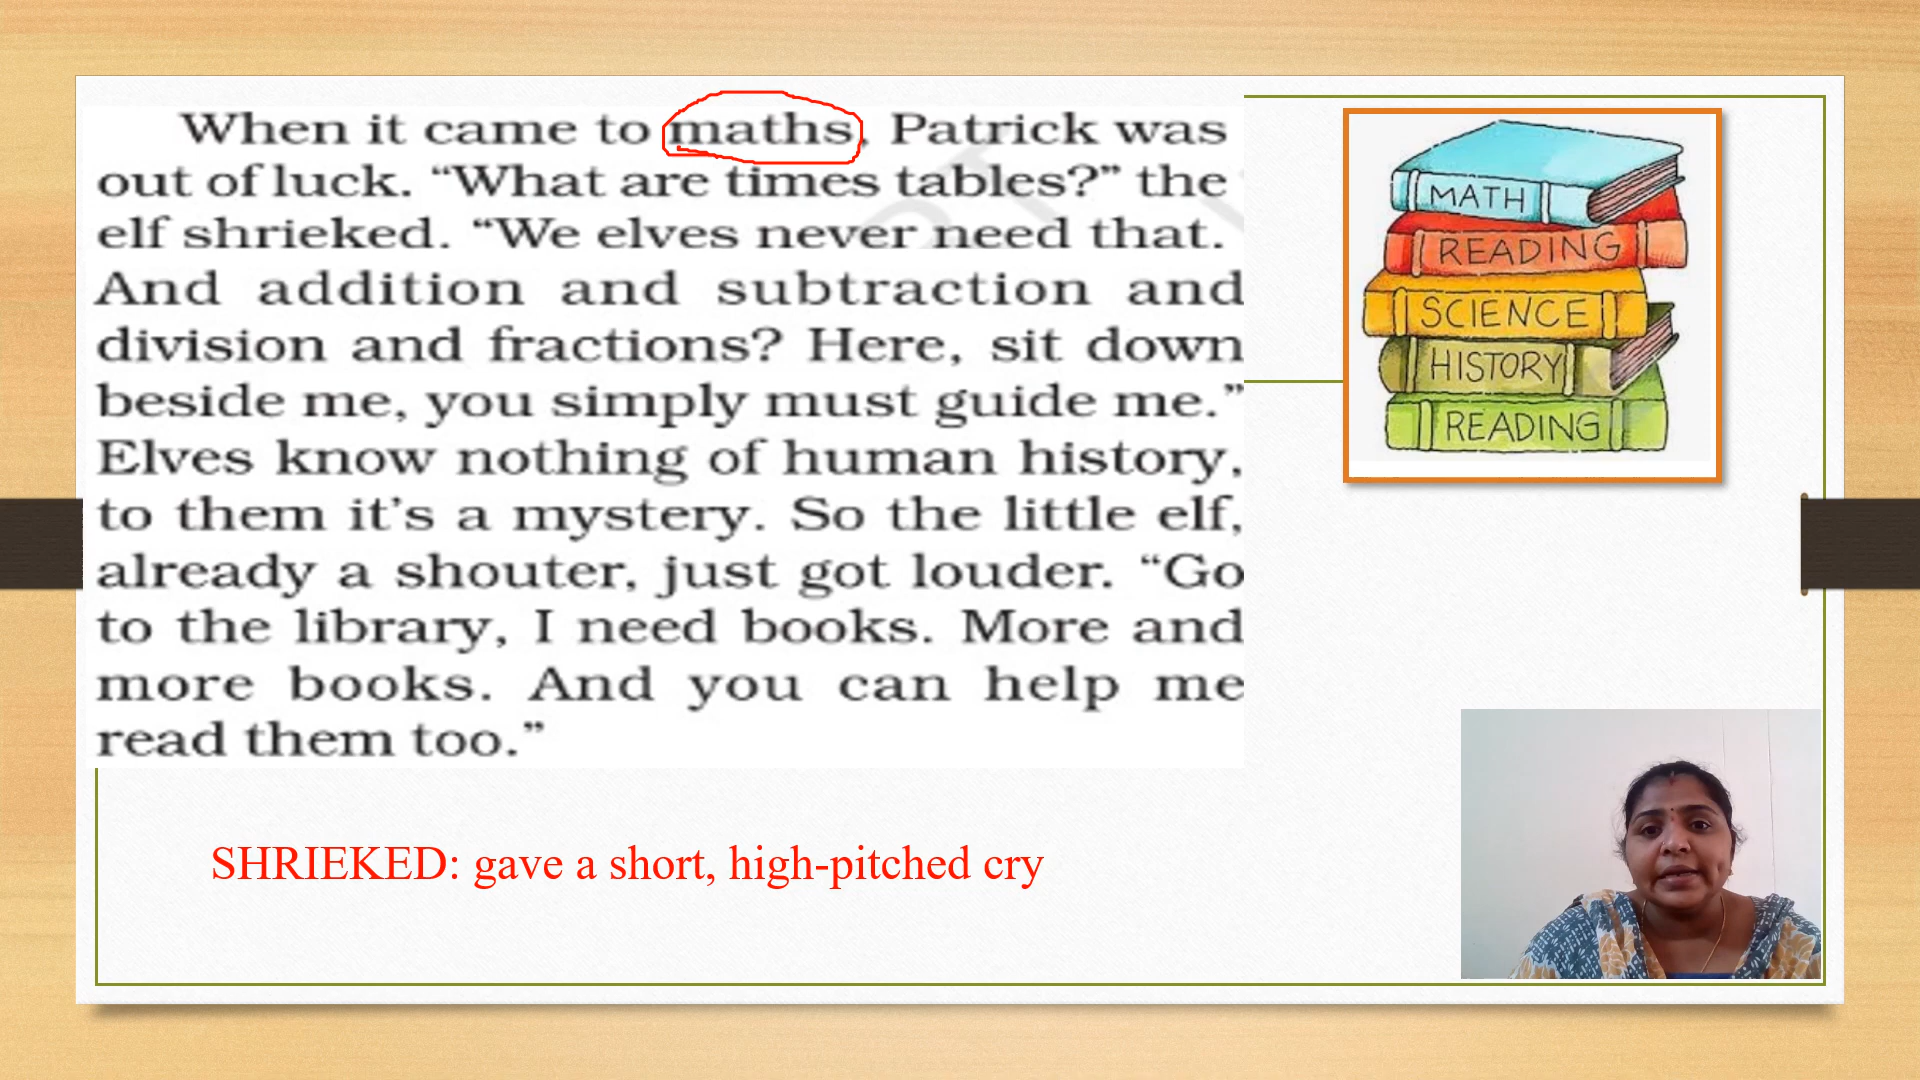 When it came to maths, Patrick was
out of luck. “What are times tables?” the
elf shrieked. “We elves never need that.
And addition and subtraction and
division and fractions? Here, sit down
beside me, you simply must guide me.”
Elves know nothing of human history,
to them it’s a mystery. So the little elf,
already a shouter, just got louder. “Go
to the library, I need books. More and
more books. And you can help me
read them too.”
MATH
READING
SCIENCE
HISTORY
READING
SHRIEKED: gave a short, high-pitched cry